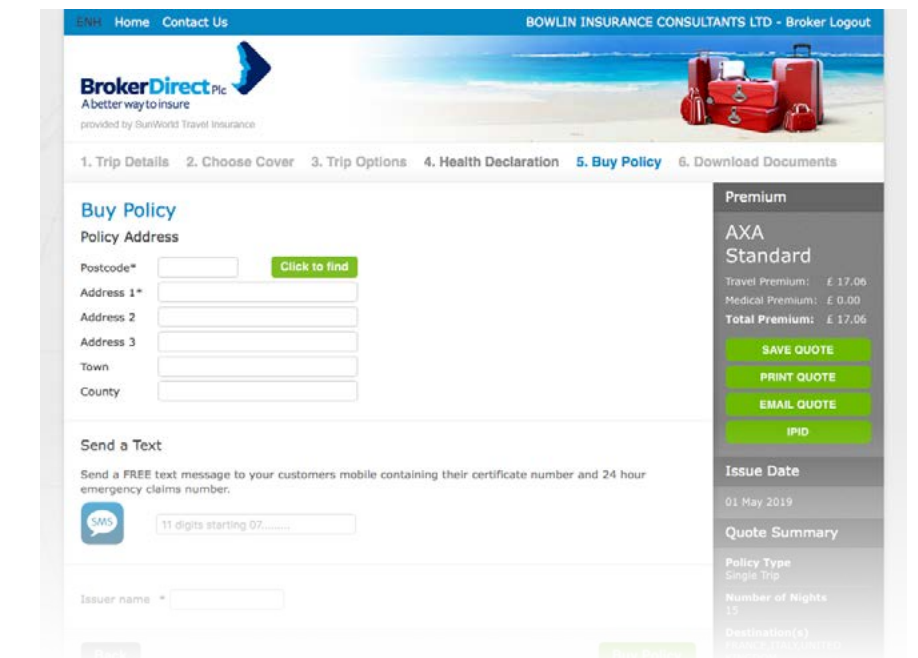 ENH Home Contact Us BOWLIN INSURANCE CONSULTANTS LTD - Broker Logout
BrokerDirect Plc
A better way to insure
provided by SunWorld Travel Insurance
1. Trip Details 2. Choose Cover 3. Trip Options 4. Health Declaration 5. Buy Policy 6. Download Documents
Buy Policy
Policy Address
Postcode* Click to find
Address 1*
Address 2
Address 3
Town
County
Send a Text
Send a FREE text message to your customers mobile containing their certificate number and 24 hour
emergency claims number.
SMS 11 digits starting 07.........
Issuer name *
Back Buy Policy
Premium
AXA
Standard
Travel Premium: £ 17.06
Medical Premium: £ 0.00
Total Premium: £ 17.06
SAVE QUOTE
PRINT QUOTE
EMAIL QUOTE
IPID
Issue Date
01 May 2019
Quote Summary
Policy Type
Single Trip
Number of Nights
15
Destination(s)